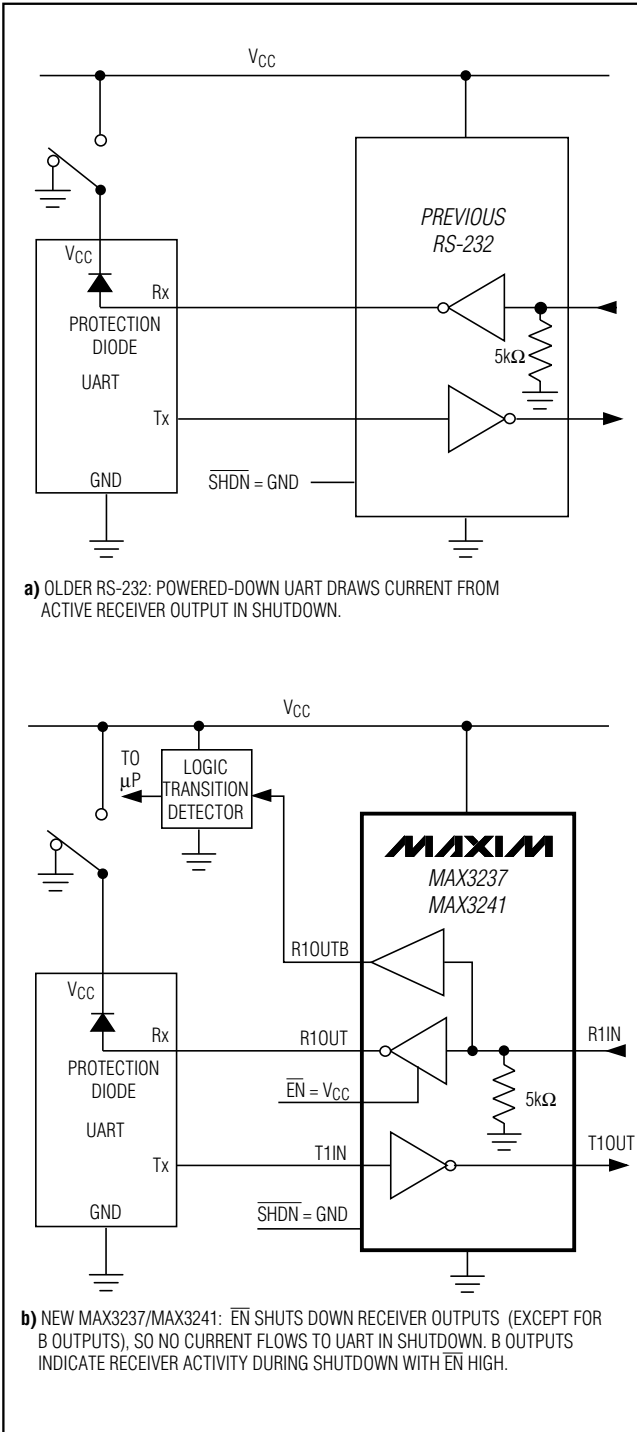 VCC
PREVIOUS
RS-232
VCC
Rx
PROTECTION
DIODE
5kΩ
UART
Tx
GND
SHDN = GND
a) OLDER RS-232: POWERED-DOWN UART DRAWS CURRENT FROM
ACTIVE RECEIVER OUTPUT IN SHUTDOWN.
VCC
TO
µP
LOGIC
TRANSITION
DETECTOR
MAXIM
MAX3237
MAX3241
R1OUTB
VCC
Rx
R1OUT
R1IN
PROTECTION
DIODE
EN = VCC
5kΩ
UART
Tx
T1IN
T1OUT
GND
SHDN = GND
b) NEW MAX3237/MAX3241: EN SHUTS DOWN RECEIVER OUTPUTS (EXCEPT FOR
B OUTPUTS), SO NO CURRENT FLOWS TO UART IN SHUTDOWN. B OUTPUTS
INDICATE RECEIVER ACTIVITY DURING SHUTDOWN WITH EN HIGH.